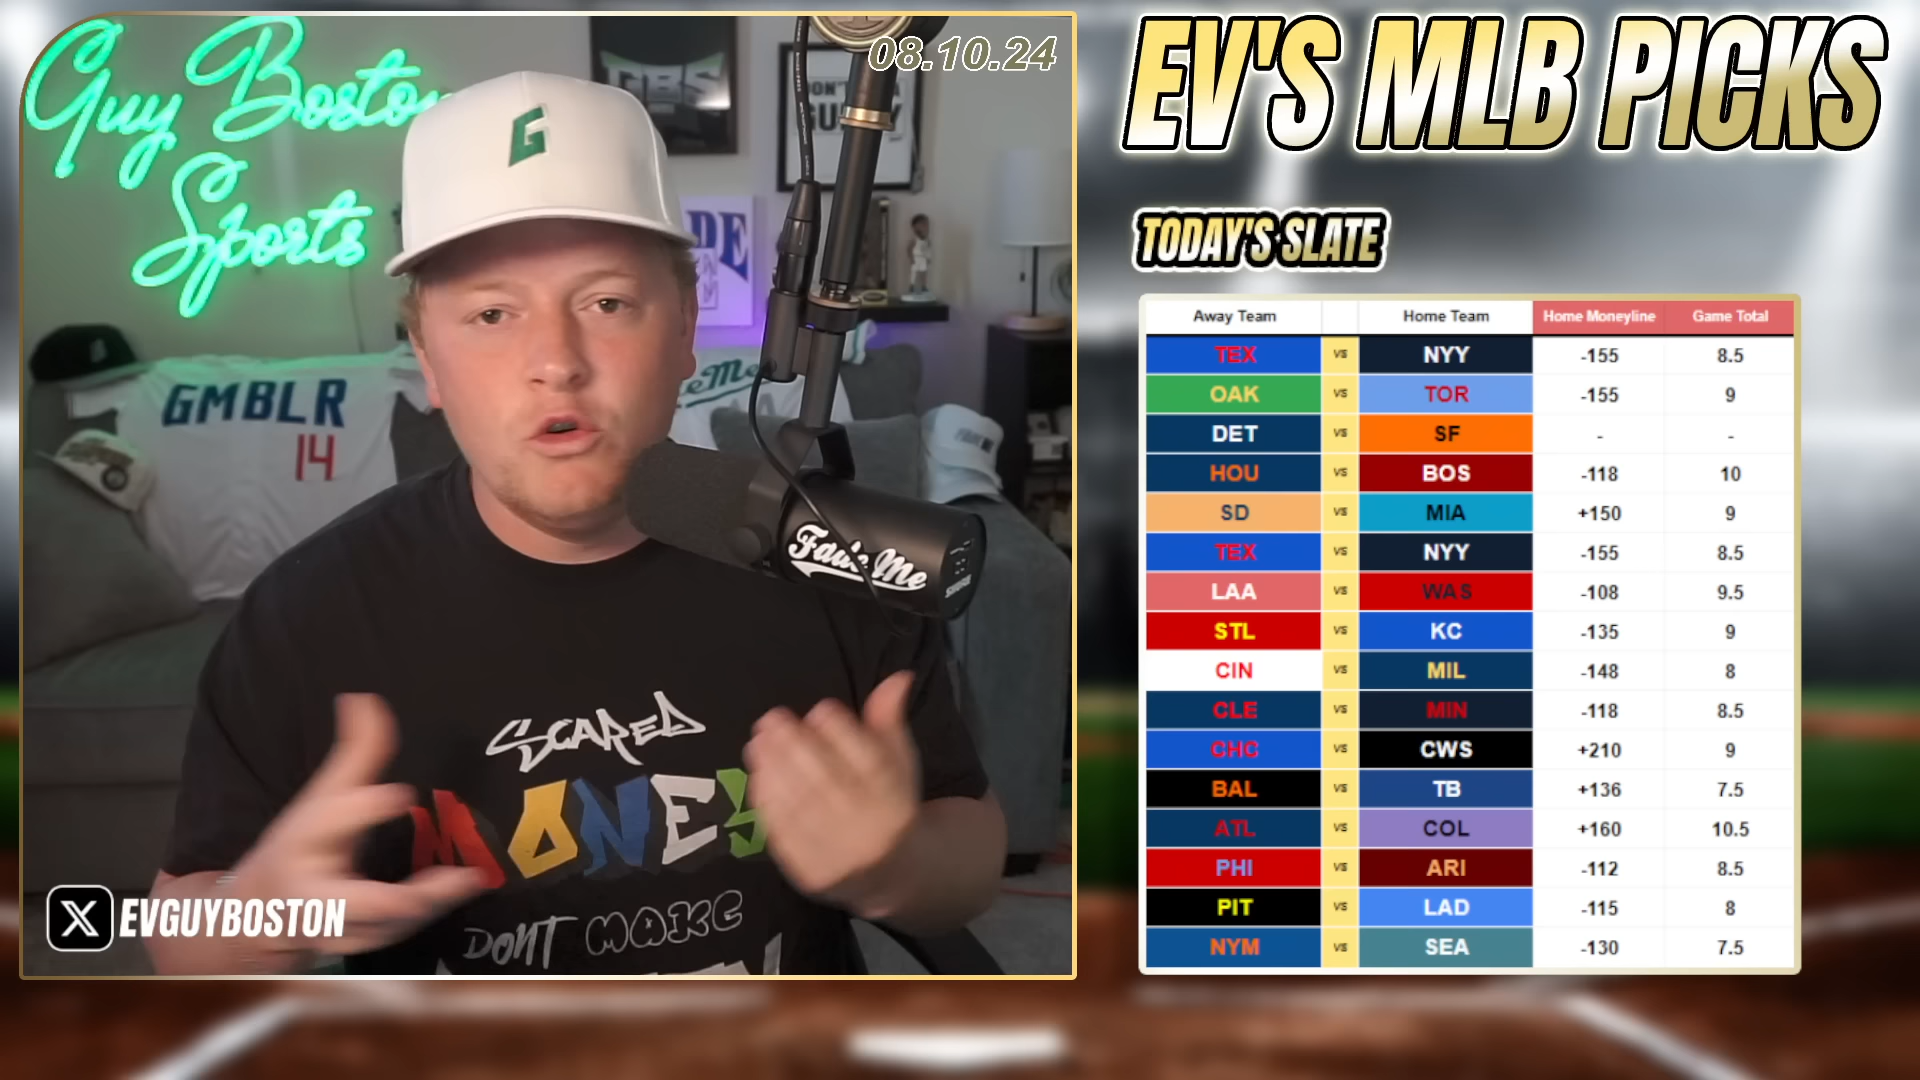 Guy Boston
Sports
GBS
08.10.24
G
GMBLR
14
Fade Me
SHURE
SCARED
MONEY
DONT MAKE
X EVGUYBOSTON
EV'S MLB PICKS
TODAY'S SLATE
Away Team Home Team Home Moneyline Game Total
TEX vs NYY -155 8.5
OAK vs TOR -155 9
DET vs SF - -
HOU vs BOS -118 10
SD vs MIA +150 9
TEX vs NYY -155 8.5
LAA vs WAS -108 9.5
STL vs KC -135 9
CIN vs MIL -148 8
CLE vs MIN -118 8.5
CHC vs CWS +210 9
BAL vs TB +136 7.5
ATL vs COL +160 10.5
PHI vs ARI -112 8.5
PIT vs LAD -115 8
NYM vs SEA -130 7.5